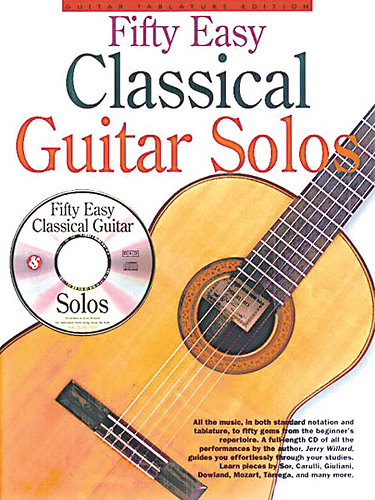 GUITAR TABLATURE EDITION
Fifty Easy
Classical
Guitar Solos
Fifty Easy
Classical Guitar
Solos
All the music, in both standard notation and
tablature, to fifty gems from the beginner's
repertoire. A full-length CD of all the
performances by the author, Jerry Willard,
guides you effortlessly through your studies.
Learn pieces by Sor, Carulli, Giuliani,
Dowland, Mozart, Tárrega, and many more.